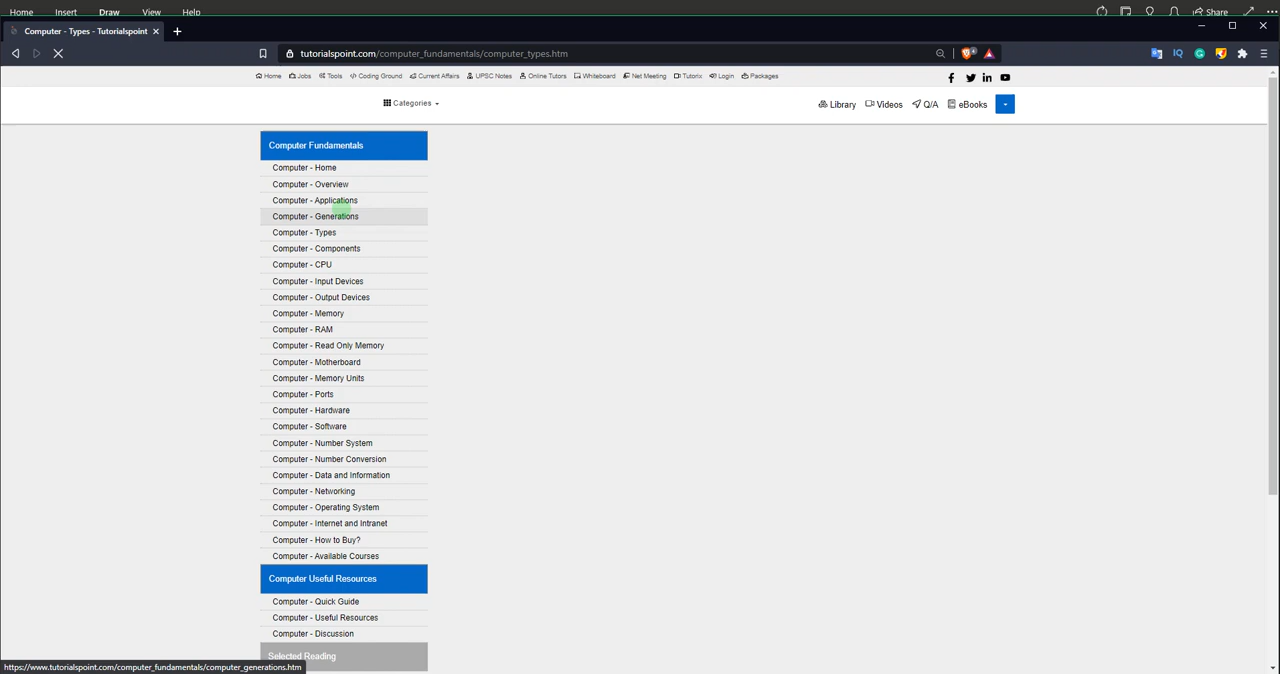 Home Insert Draw View Help Share
Computer - Types - Tutorialspoint
tutorialspoint.com/computer_fundamentals/computer_types.htm
Home Jobs Tools Coding Ground Current Affairs UPSC Notes Online Tutors Whiteboard Net Meeting Tutorix Login Packages
Categories Library Videos Q/A eBooks
Computer Fundamentals
Computer - Home
Computer - Overview
Computer - Applications
Computer - Generations
Computer - Types
Computer - Components
Computer - CPU
Computer - Input Devices
Computer - Output Devices
Computer - Memory
Computer - RAM
Computer - Read Only Memory
Computer - Motherboard
Computer - Memory Units
Computer - Ports
Computer - Hardware
Computer - Software
Computer - Number System
Computer - Number Conversion
Computer - Data and Information
Computer - Networking
Computer - Operating System
Computer - Internet and Intranet
Computer - How to Buy?
Computer - Available Courses
Computer Useful Resources
Computer - Quick Guide
Computer - Useful Resources
Computer - Discussion
Selected Reading
https://www.tutorialspoint.com/computer_fundamentals/computer_generations.htm